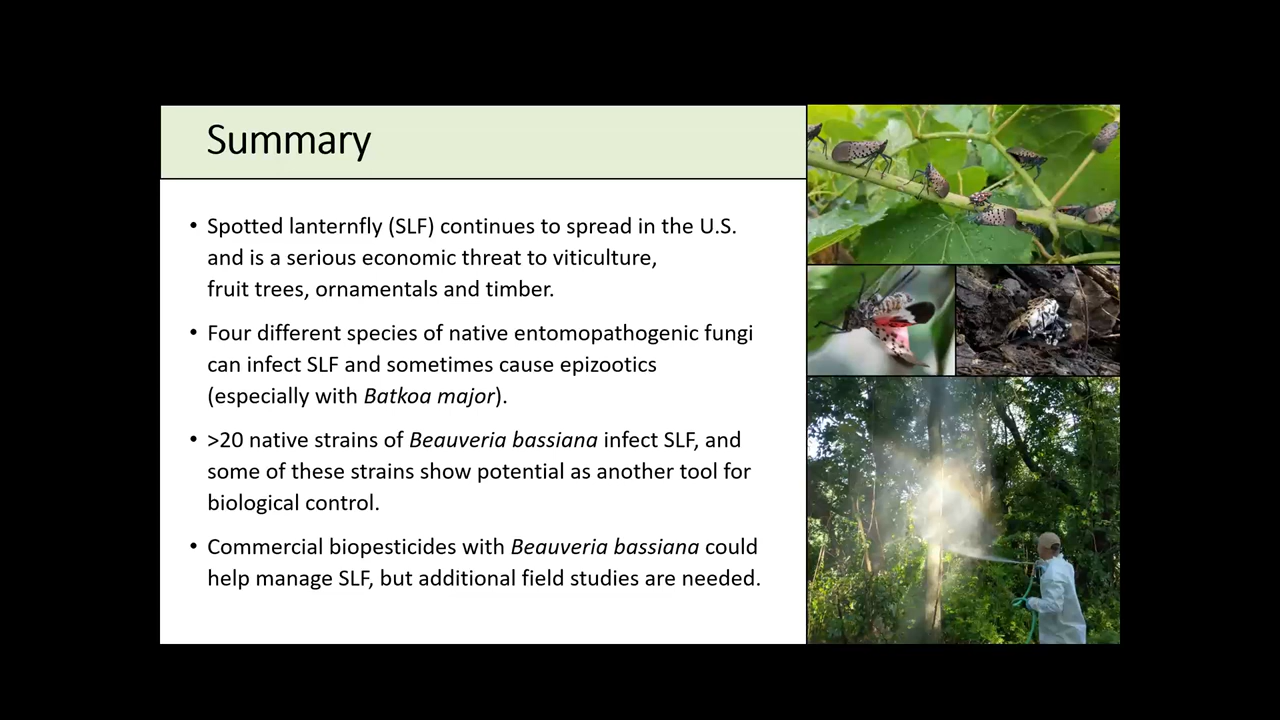 Summary
• Spotted lanternfly (SLF) continues to spread in the U.S.
and is a serious economic threat to viticulture,
fruit trees, ornamentals and timber.
• Four different species of native entomopathogenic fungi
can infect SLF and sometimes cause epizootics
(especially with Batkoa major).
• >20 native strains of Beauveria bassiana infect SLF, and
some of these strains show potential as another tool for
biological control.
• Commercial biopesticides with Beauveria bassiana could
help manage SLF, but additional field studies are needed.